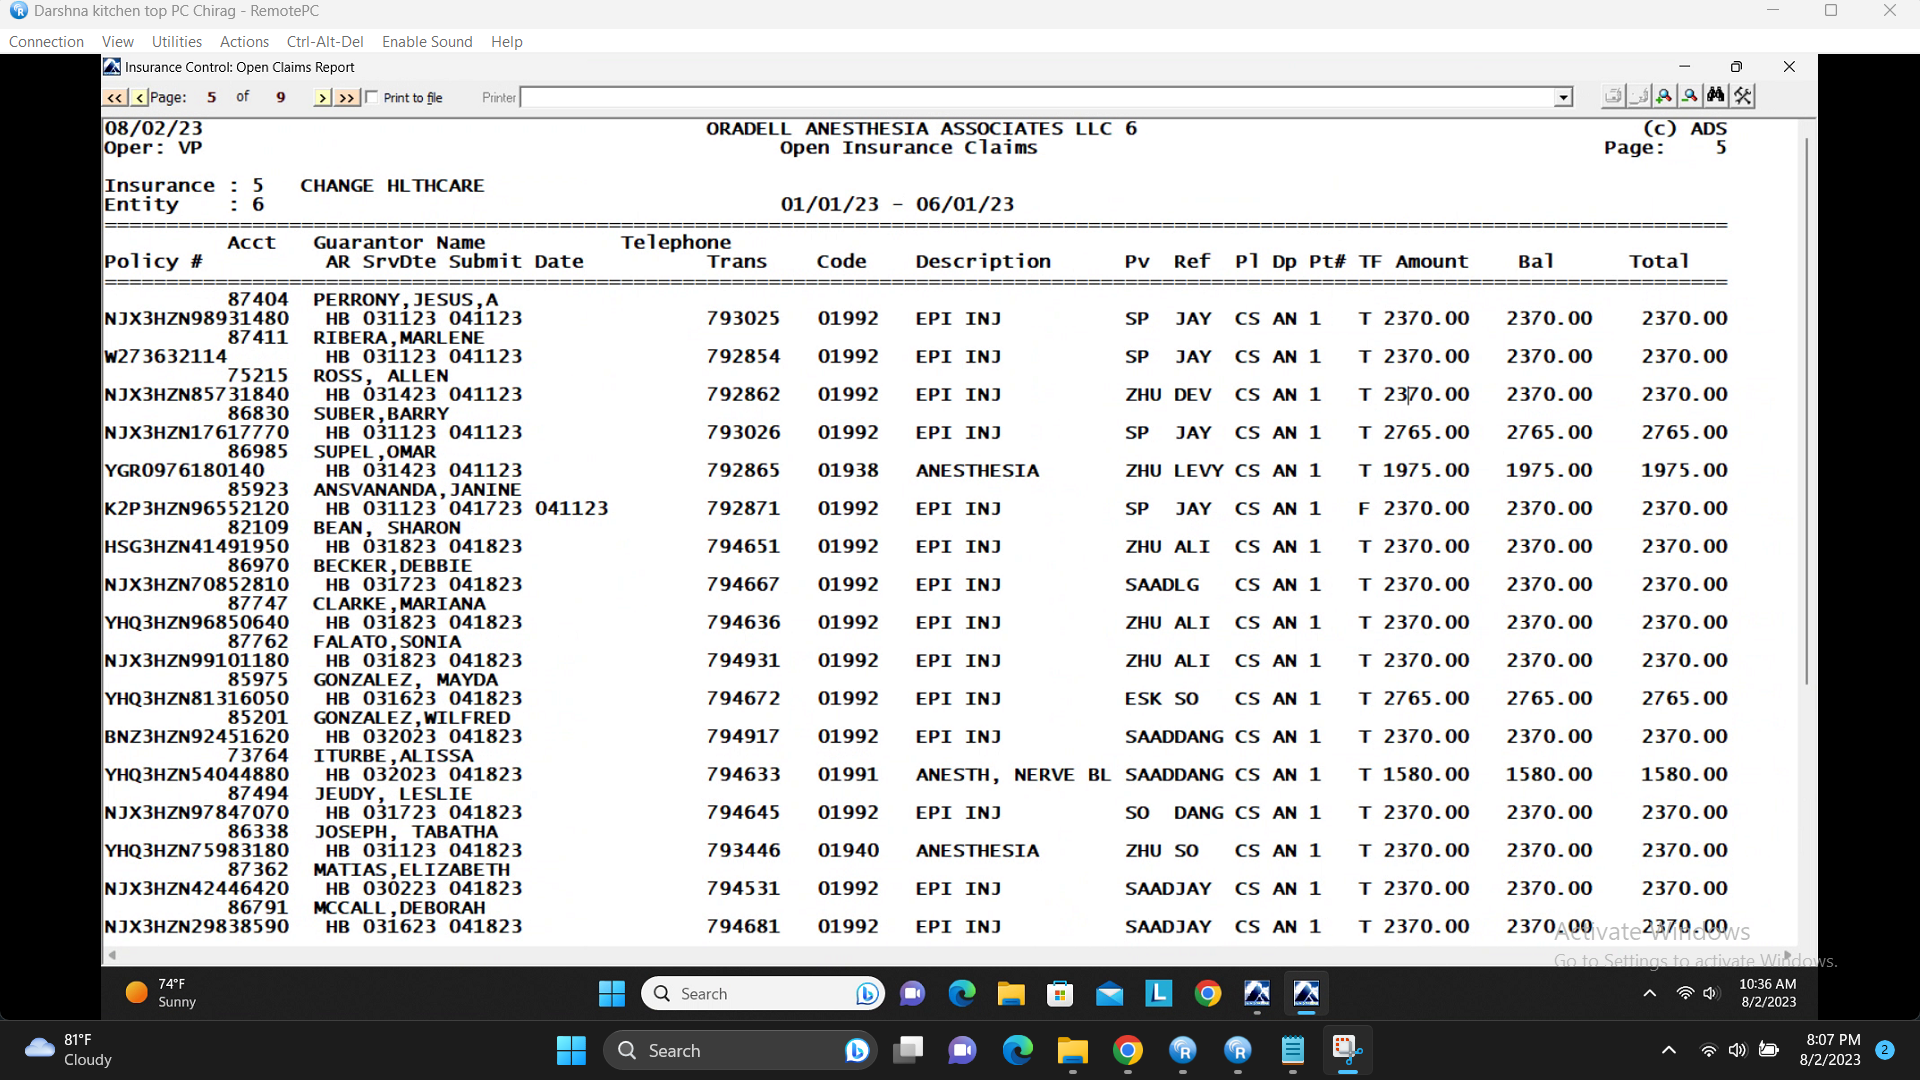 Darshna kitchen top PC Chirag - RemotePC
Connection View Utilities Actions Ctrl-Alt-Del Enable Sound Help
Insurance Control: Open Claims Report
<< < Page: 5 of 9 > >> Print to file Printer
08/02/23 ORADELL ANESTHESIA ASSOCIATES LLC 6 (c) ADS
Oper: VP Open Insurance Claims Page: 5
Insurance : 5 CHANGE HLTHCARE
Entity : 6 01/01/23 - 06/01/23
Acct Guarantor Name Telephone
Policy # AR SrvDte Submit Date Trans Code Description Pv Ref Pl Dp Pt# TF Amount Bal Total
87404 PERRONY,JESUS,A
NJX3HZN98931480 HB 031123 041123 793025 01992 EPI INJ SP JAY CS AN 1 T 2370.00 2370.00 2370.00
87411 RIBERA,MARLENE
W273632114 HB 031123 041123 792854 01992 EPI INJ SP JAY CS AN 1 T 2370.00 2370.00 2370.00
75215 ROSS, ALLEN
NJX3HZN85731840 HB 031423 041123 792862 01992 EPI INJ ZHU DEV CS AN 1 T 2370.00 2370.00 2370.00
86830 SUBER,BARRY
NJX3HZN17617770 HB 031123 041123 793026 01992 EPI INJ SP JAY CS AN 1 T 2765.00 2765.00 2765.00
86985 SUPEL,OMAR
YGR0976180140 HB 031423 041123 792865 01938 ANESTHESIA ZHU LEVY CS AN 1 T 1975.00 1975.00 1975.00
85923 ANSVANANDA,JANINE
K2P3HZN96552120 HB 031123 041723 041123 792871 01992 EPI INJ SP JAY CS AN 1 F 2370.00 2370.00 2370.00
82109 BEAN, SHARON
HSG3HZN41491950 HB 031823 041823 794651 01992 EPI INJ ZHU ALI CS AN 1 T 2370.00 2370.00 2370.00
86970 BECKER,DEBBIE
NJX3HZN70852810 HB 031723 041823 794667 01992 EPI INJ SAADLG CS AN 1 T 2370.00 2370.00 2370.00
87747 CLARKE,MARIANA
YHQ3HZN96850640 HB 031823 041823 794636 01992 EPI INJ ZHU ALI CS AN 1 T 2370.00 2370.00 2370.00
87762 FALATO,SONIA
NJX3HZN99101180 HB 031823 041823 794931 01992 EPI INJ ZHU ALI CS AN 1 T 2370.00 2370.00 2370.00
85975 GONZALEZ, MAYDA
YHQ3HZN81316050 HB 031623 041823 794672 01992 EPI INJ ESK SO CS AN 1 T 2765.00 2765.00 2765.00
85201 GONZALEZ,WILFRED
BNZ3HZN92451620 HB 032023 041823 794917 01992 EPI INJ SAADDANG CS AN 1 T 2370.00 2370.00 2370.00
73764 ITURBE,ALISSA
YHQ3HZN54044880 HB 032023 041823 794633 01991 ANESTH, NERVE BL SAADDANG CS AN 1 T 1580.00 1580.00 1580.00
87494 JEUDY, LESLIE
NJX3HZN97847070 HB 031723 041823 794645 01992 EPI INJ SO DANG CS AN 1 T 2370.00 2370.00 2370.00
86338 JOSEPH, TABATHA
YHQ3HZN75983180 HB 031123 041823 793446 01940 ANESTHESIA ZHU SO CS AN 1 T 2370.00 2370.00 2370.00
87362 MATIAS,ELIZABETH
NJX3HZN42446420 HB 030223 041823 794531 01992 EPI INJ SAADJAY CS AN 1 T 2370.00 2370.00 2370.00
86791 MCCALL,DEBORAH
NJX3HZN29838590 HB 031623 041823 794681 01992 EPI INJ SAADJAY CS AN 1 T 2370.00 2370.00 2370.00
Activate Windows
Go to Settings to activate Windows.
74°F
Sunny
Search
L
10:36 AM
8/2/2023
81°F
Cloudy
Search
8:07 PM
8/2/2023
2